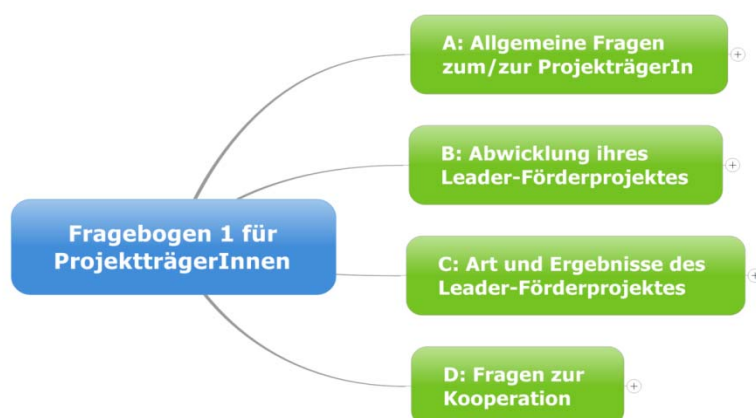 A: Allgemeine Fragen
zum/zur ProjekträgerIn
B: Abwicklung ihres
Leader-Förderprojektes
Fragebogen 1 für
ProjektträgerInnen
C: Art und Ergebnisse des
Leader-Förderprojektes
D: Fragen zur
Kooperation